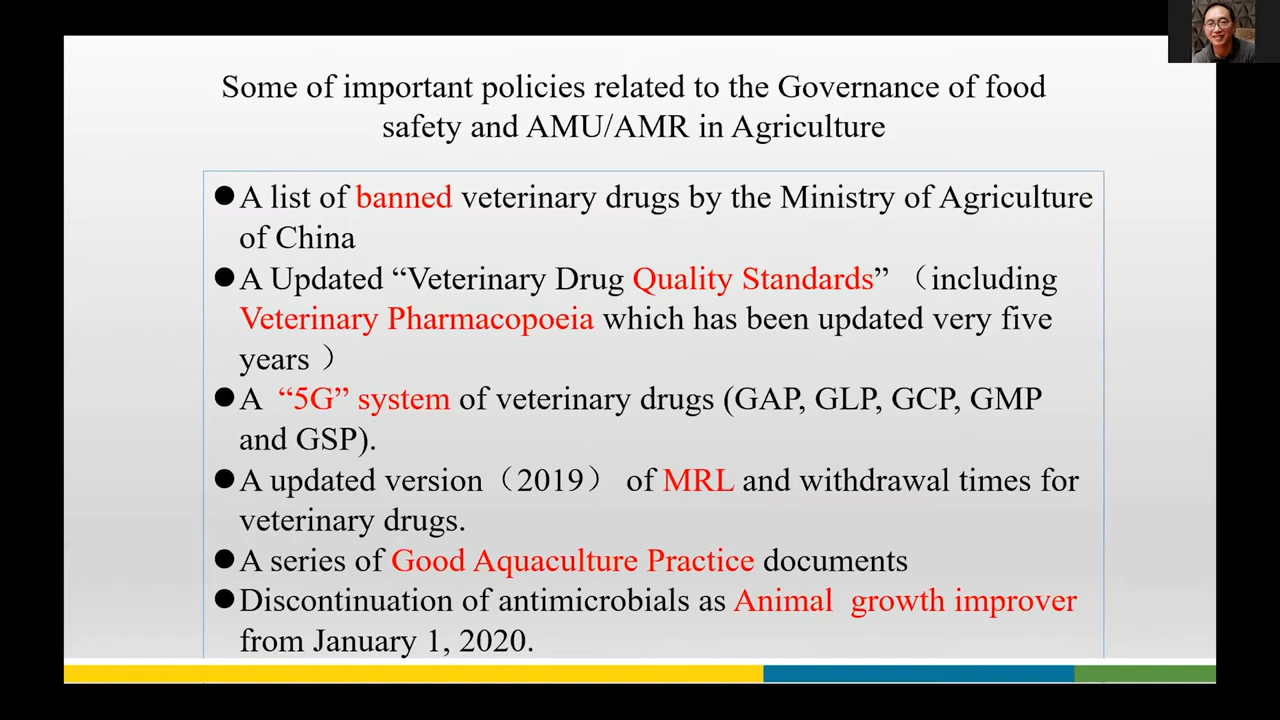 Some of important policies related to the Governance of food
safety and AMU/AMR in Agriculture
●A list of banned veterinary drugs by the Ministry of Agriculture
of China
●A Updated “Veterinary Drug Quality Standards” （including
Veterinary Pharmacopoeia which has been updated very five
years ）
●A “5G” system of veterinary drugs (GAP, GLP, GCP, GMP
and GSP).
●A updated version（2019） of MRL and withdrawal times for
veterinary drugs.
●A series of Good Aquaculture Practice documents
●Discontinuation of antimicrobials as Animal growth improver
from January 1, 2020.